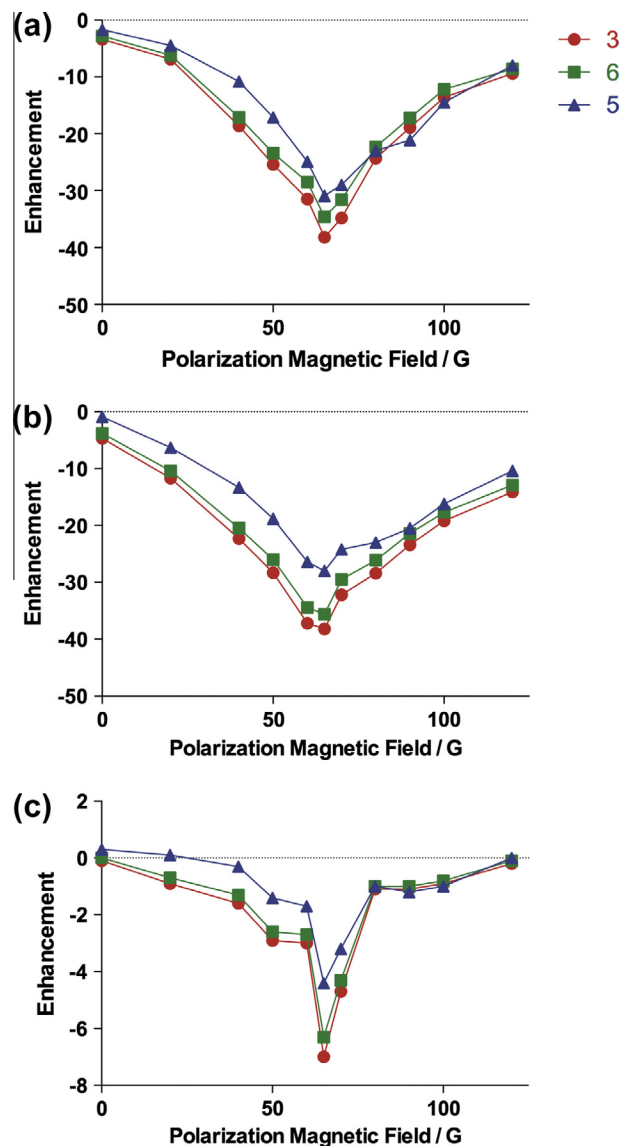 (a)
0
-10
-20
-30
-40
-50
Enhancement
0 50 100
Polarization Magnetic Field / G
3
6
5
(b)
0
-10
-20
-30
-40
-50
Enhancement
0 50 100
Polarization Magnetic Field / G
(c)
2
0
-2
-4
-6
-8
Enhancement
0 50 100
Polarization Magnetic Field / G